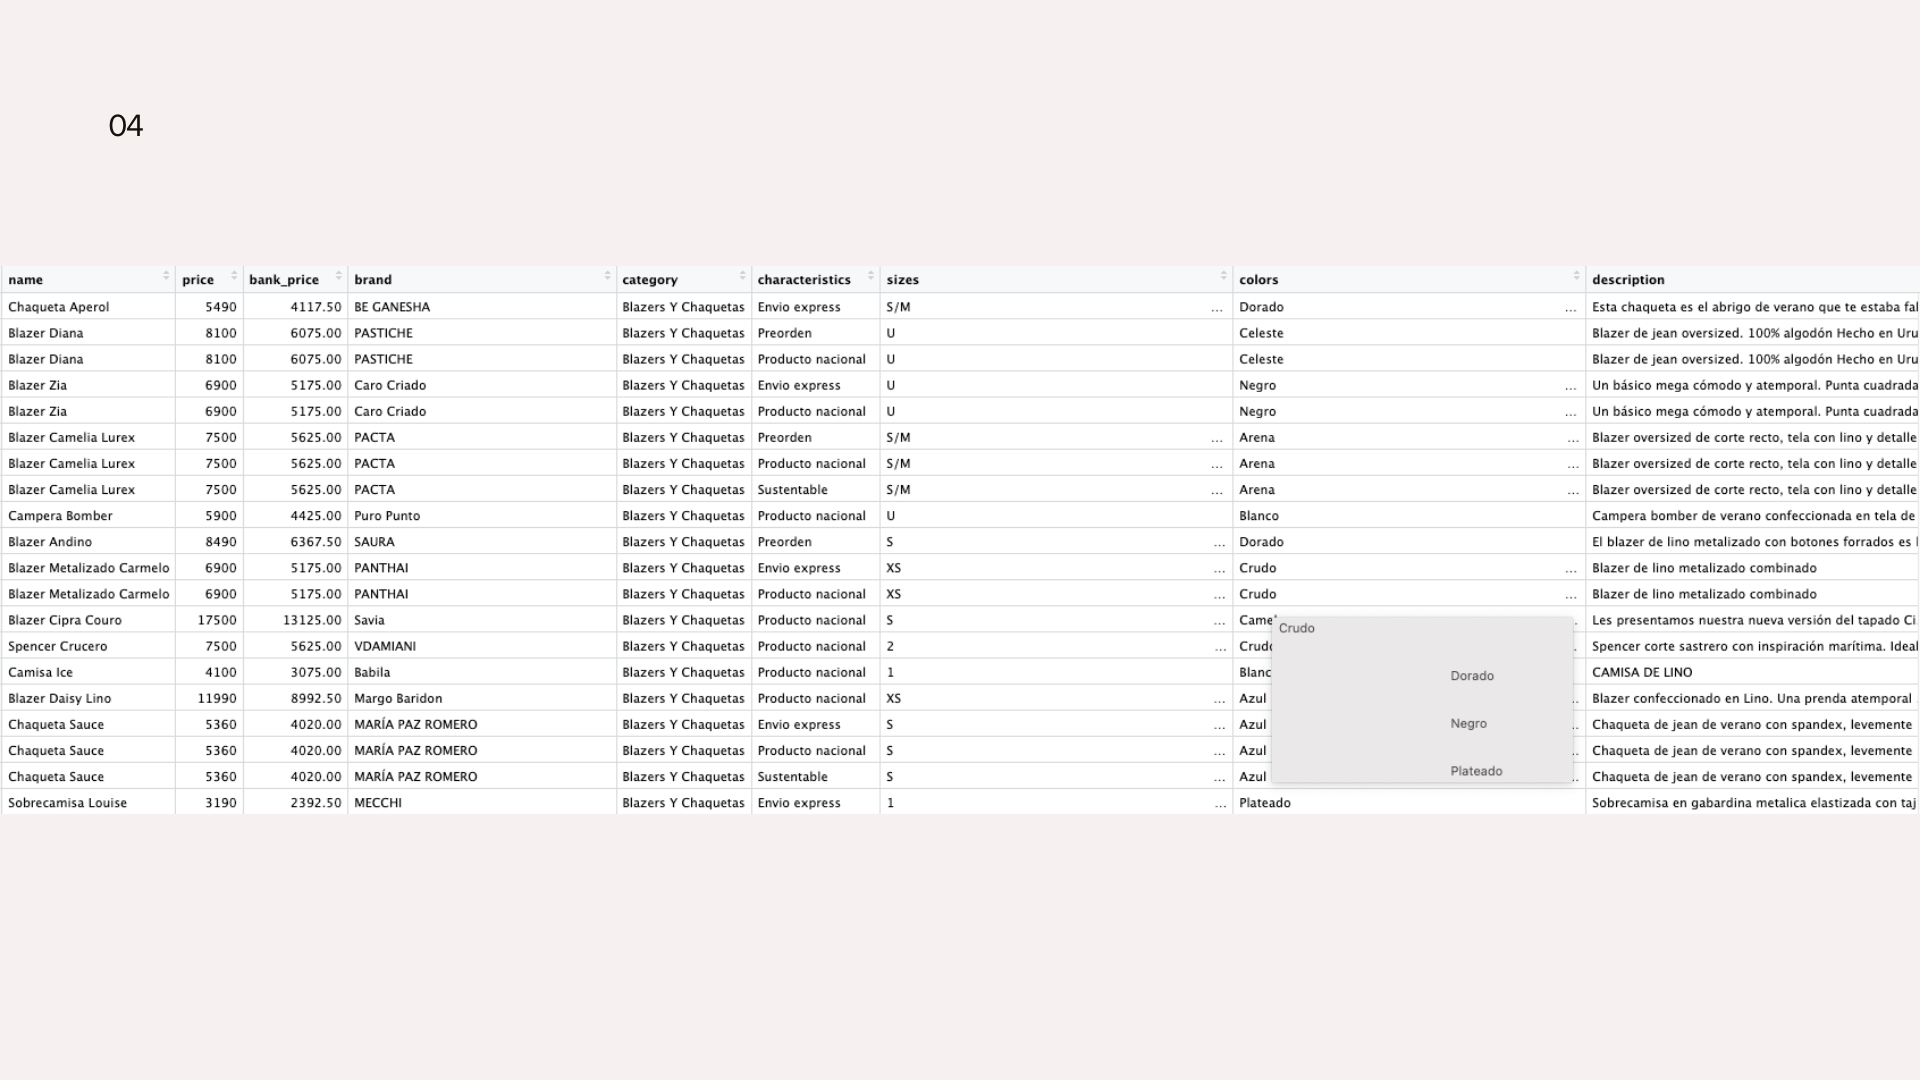 04
name price bank_price brand category characteristics sizes colors description
Chaqueta Aperol 5490 4117.50 BE GANESHA Blazers Y Chaquetas Envio express S/M ... Dorado ... Esta chaqueta es el abrigo de verano que te estaba fal
Blazer Diana 8100 6075.00 PASTICHE Blazers Y Chaquetas Preorden U Celeste Blazer de jean oversized. 100% algodón Hecho en Uru
Blazer Diana 8100 6075.00 PASTICHE Blazers Y Chaquetas Producto nacional U Celeste Blazer de jean oversized. 100% algodón Hecho en Uru
Blazer Zia 6900 5175.00 Caro Criado Blazers Y Chaquetas Envio express U Negro ... Un básico mega cómodo y atemporal. Punta cuadrada
Blazer Zia 6900 5175.00 Caro Criado Blazers Y Chaquetas Producto nacional U Negro ... Un básico mega cómodo y atemporal. Punta cuadrada
Blazer Camelia Lurex 7500 5625.00 PACTA Blazers Y Chaquetas Preorden S/M ... Arena ... Blazer oversized de corte recto, tela con lino y detalle
Blazer Camelia Lurex 7500 5625.00 PACTA Blazers Y Chaquetas Producto nacional S/M ... Arena ... Blazer oversized de corte recto, tela con lino y detalle
Blazer Camelia Lurex 7500 5625.00 PACTA Blazers Y Chaquetas Sustentable S/M ... Arena ... Blazer oversized de corte recto, tela con lino y detalle
Campera Bomber 5900 4425.00 Puro Punto Blazers Y Chaquetas Producto nacional U Blanco Campera bomber de verano confeccionada en tela de
Blazer Andino 8490 6367.50 SAURA Blazers Y Chaquetas Preorden S ... Dorado El blazer de lino metalizado con botones forrados es
Blazer Metalizado Carmelo 6900 5175.00 PANTHAI Blazers Y Chaquetas Envio express XS ... Crudo ... Blazer de lino metalizado combinado
Blazer Metalizado Carmelo 6900 5175.00 PANTHAI Blazers Y Chaquetas Producto nacional XS ... Crudo ... Blazer de lino metalizado combinado
Blazer Cipra Couro 17500 13125.00 Savia Blazers Y Chaquetas Producto nacional S ... Came Les presentamos nuestra nueva versión del tapado Ci
Crudo
Spencer Crucero 7500 5625.00 VDAMIANI Blazers Y Chaquetas Producto nacional 2 ... Crudo Spencer corte sastrero con inspiración marítima. Ideal
Camisa Ice 4100 3075.00 Babila Blazers Y Chaquetas Producto nacional 1 Blanc CAMISA DE LINO
Dorado
Blazer Daisy Lino 11990 8992.50 Margo Baridon Blazers Y Chaquetas Producto nacional XS ... Azul Blazer confeccionado en Lino. Una prenda atemporal
Chaqueta Sauce 5360 4020.00 MARÍA PAZ ROMERO Blazers Y Chaquetas Envio express S ... Azul Chaqueta de jean de verano con spandex, levemente
Negro
Chaqueta Sauce 5360 4020.00 MARÍA PAZ ROMERO Blazers Y Chaquetas Producto nacional S ... Azul Chaqueta de jean de verano con spandex, levemente
Chaqueta Sauce 5360 4020.00 MARÍA PAZ ROMERO Blazers Y Chaquetas Sustentable S ... Azul Chaqueta de jean de verano con spandex, levemente
Plateado
Sobrecamisa Louise 3190 2392.50 MECCHI Blazers Y Chaquetas Envio express 1 ... Plateado Sobrecamisa en gabardina metalica elastizada con taj